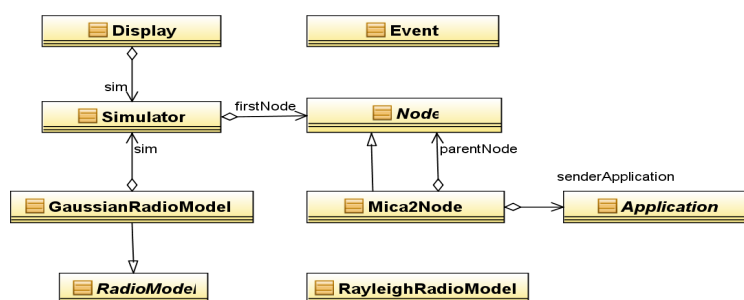 Display
Event
sim
firstNode
Simulator
Node
sim
parentNode
senderApplication
GaussianRadioModel
Mica2Node
Application
RadioModel
RayleighRadioModel